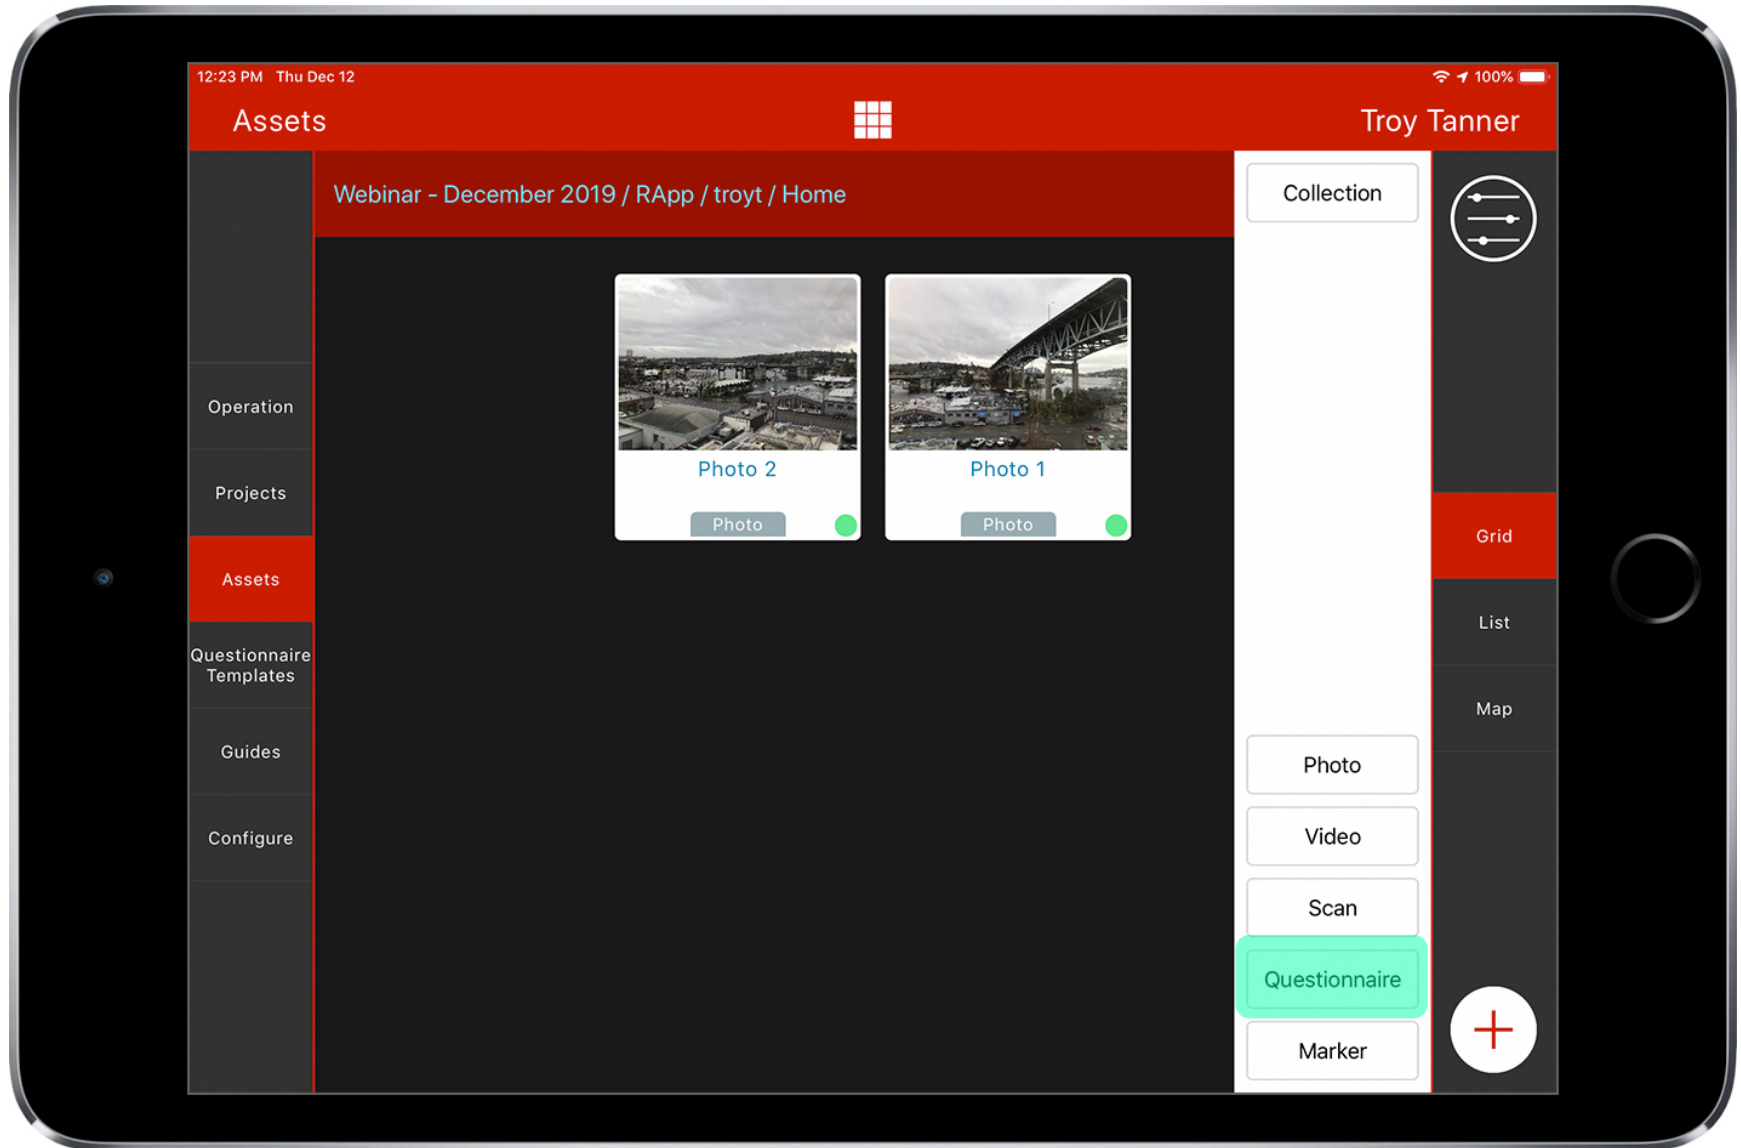 12:23 PM Thu Dec 12
100%
Assets
Troy Tanner
Webinar - December 2019 / RApp / troyt / Home
Operation
Projects
Assets
Questionnaire
Templates
Guides
Configure
Photo 2
Photo
Photo 1
Photo
Collection
Photo
Video
Scan
Questionnaire
Marker
Grid
List
Map